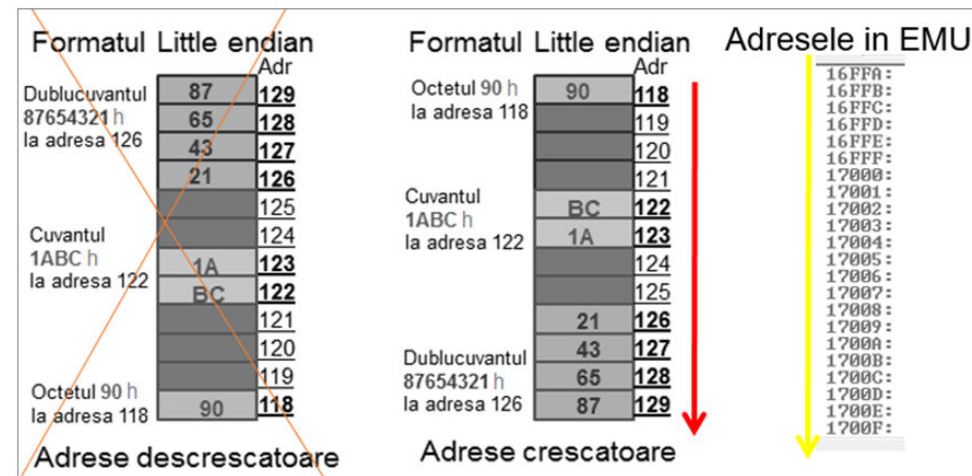 Formatul Little endian
Adr
Dublucuvantul
87654321 h
la adresa 126
87 129
65 128
43 127
21 126
125
124
Cuvantul
1ABC h
la adresa 122
1A 123
BC 122
121
120
119
Octetul 90 h
la adresa 118
90 118
Adrese descrescatoare
Formatul Little endian
Adr
Octetul 90 h
la adresa 118
90 118
119
120
121
Cuvantul
1ABC h
la adresa 122
BC 122
1A 123
124
125
Dublucuvantul
87654321 h
la adresa 126
21 126
43 127
65 128
87 129
Adrese crescatoare
Adresele in EMU
16FFA:
16FFB:
16FFC:
16FFD:
16FFE:
16FFF:
17000:
17001:
17002:
17003:
17004:
17005:
17006:
17007:
17008:
17009:
1700A:
1700B:
1700C:
1700D:
1700E:
1700F: